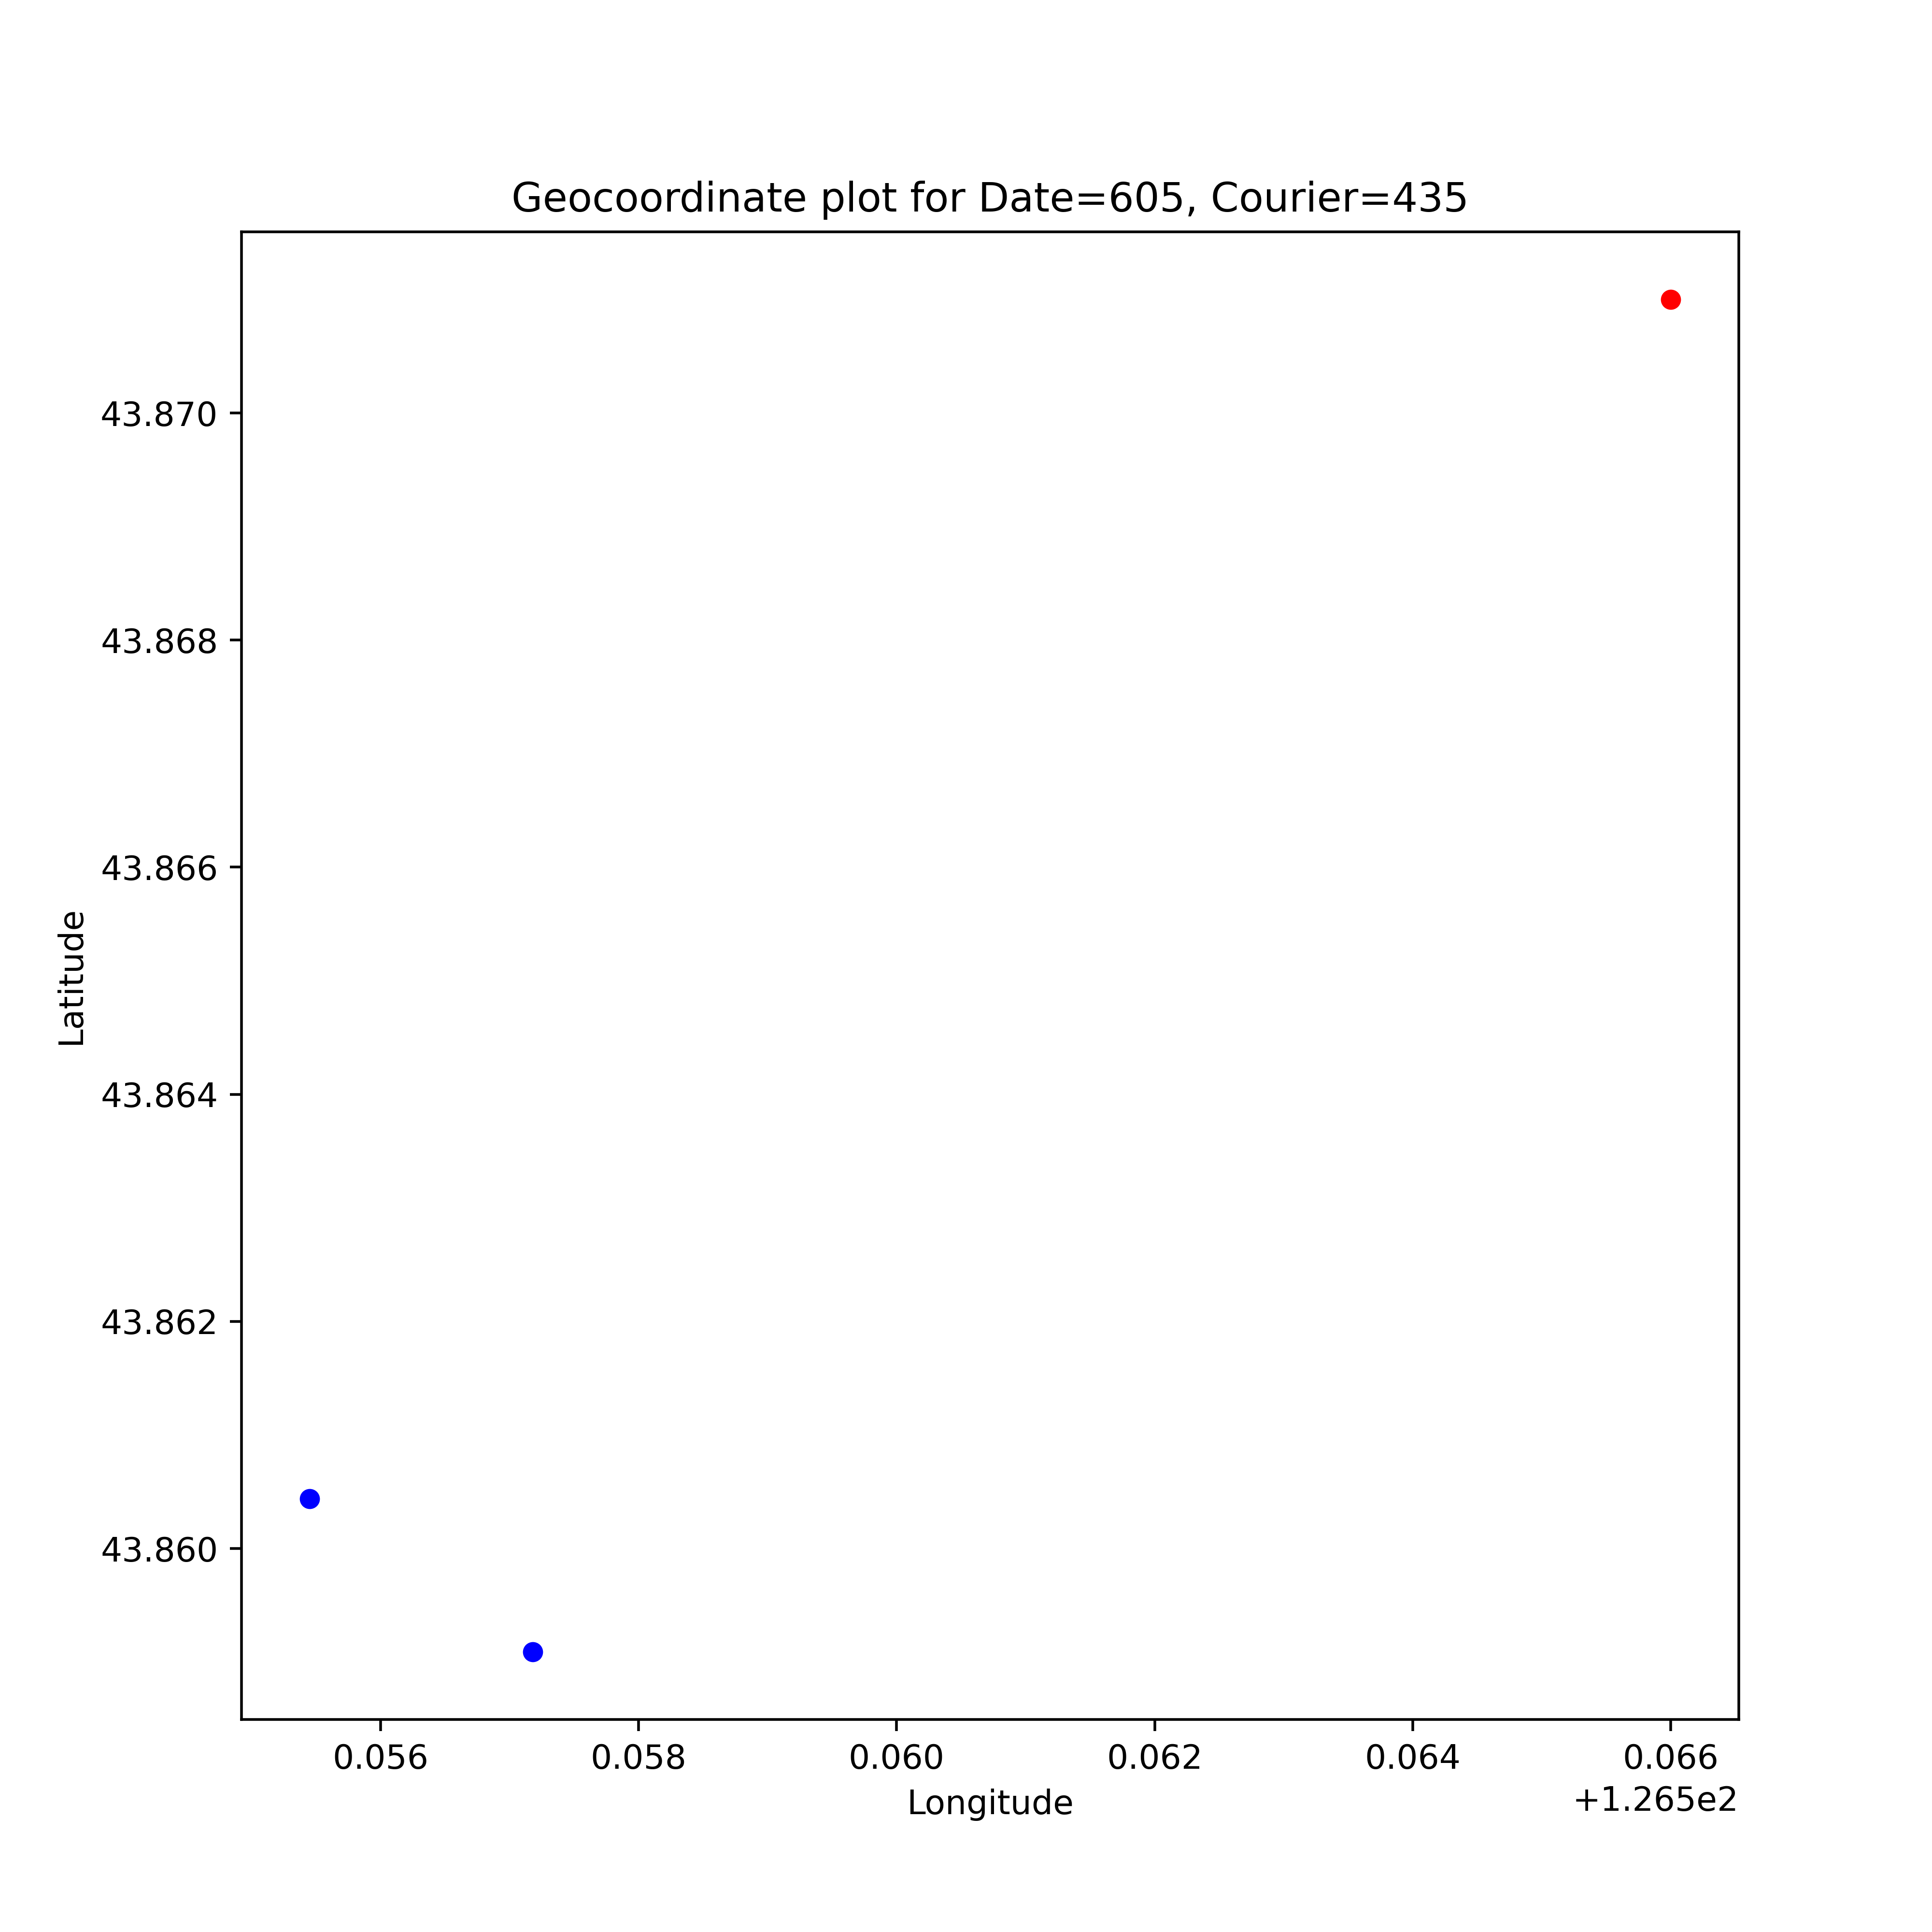 Geocoordinate plot for Date=605, Courier=435
43.870
43.868
43.866
43.864
43.862
43.860
Latitude
0.056 0.058 0.060 0.062 0.064 0.066
Longitude
+1.265e2